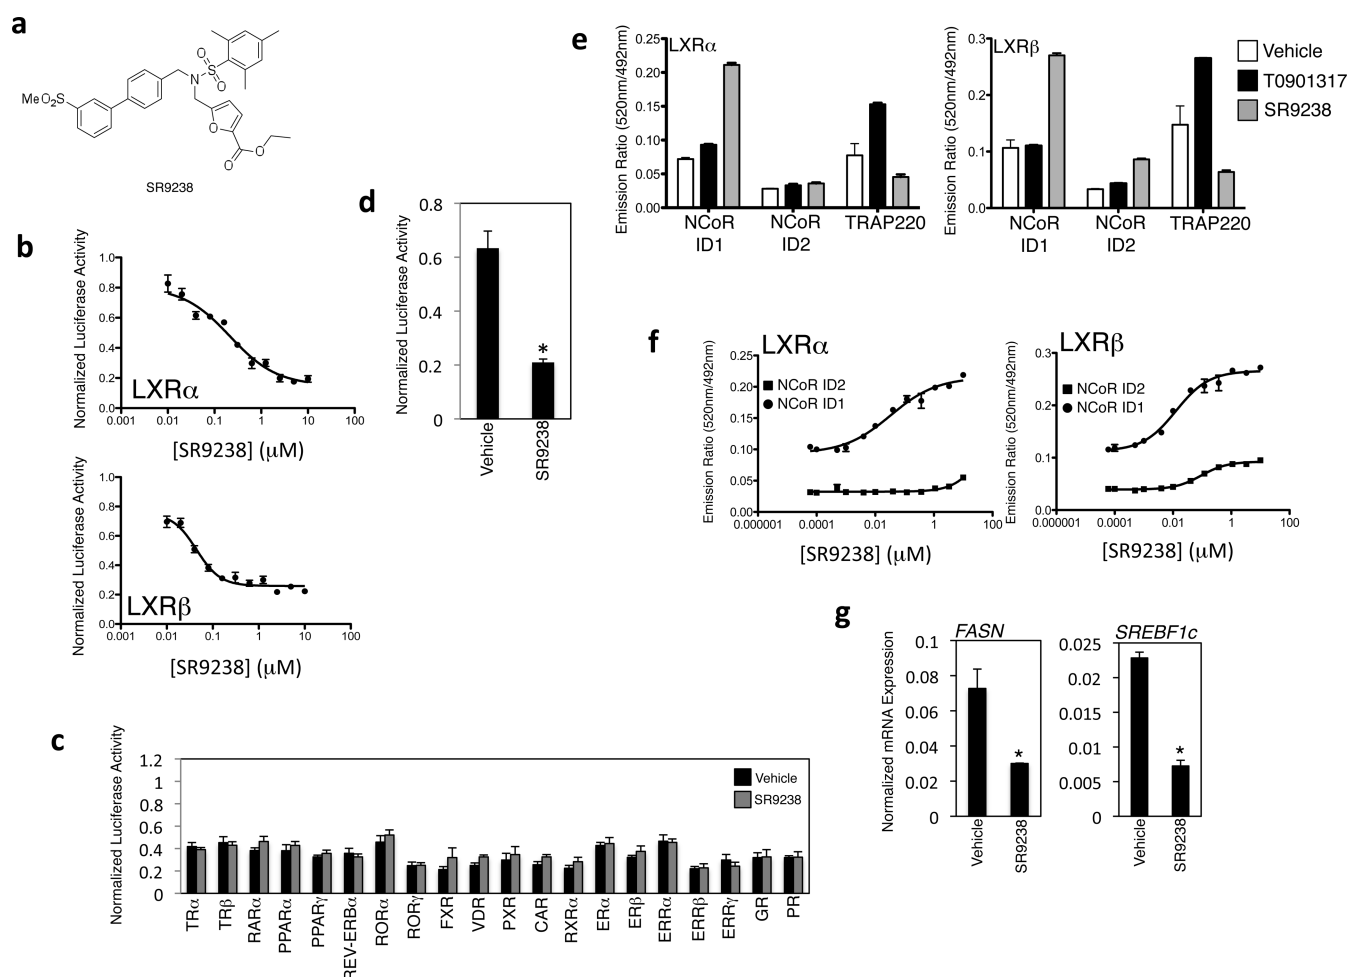 a
MeO₂S
N
S
O
O
O
O
O
SR9238
b
Normalized Luciferase Activity
1.0
0.8
0.6
0.4
0.2
0.0
LXRα
0.001 0.01 0.1 1 10 100
[SR9238] (μM)
Normalized Luciferase Activity
1.0
0.8
0.6
0.4
0.2
0.0
LXRβ
0.001 0.01 0.1 1 10 100
[SR9238] (μM)
c
Normalized Luciferase Activity
1.2
1
0.8
0.6
0.4
0.2
0
Vehicle
SR9238
TRα
TRβ
RARα
PPARα
PPARγ
REV-ERBα
RORα
RORγ
FXR
VDR
PXR
CAR
RXRα
ERα
ERβ
ERRα
ERRβ
ERRγ
GR
PR
d
Normalized Luciferase Activity
0.8
0.6
0.4
0.2
0
*
Vehicle
SR9238
e
Emission Ratio (520nm/492nm)
0.25
0.20
0.15
0.10
0.05
0.00
LXRα
NCoR ID1
NCoR ID2
TRAP220
Emission Ratio (520nm/492nm)
0.3
0.2
0.1
0.0
LXRβ
NCoR ID1
NCoR ID2
TRAP220
Vehicle
T0901317
SR9238
f
Emission Ratio (520nm/492nm)
0.25
0.20
0.15
0.10
0.05
0.00
LXRα
NCoR ID2
NCoR ID1
0.000001 0.0001 0.01 1 100
[SR9238] (μM)
Emission Ratio (520nm/492nm)
0.3
0.2
0.1
0.0
LXRβ
NCoR ID2
NCoR ID1
0.000001 0.0001 0.01 1 100
[SR9238] (μM)
g
Normalized mRNA Expression
FASN
0.1
0.08
0.06
0.04
0.02
0
*
Vehicle
SR9238
SREBF1c
0.025
0.02
0.015
0.01
0.005
0
*
Vehicle
SR9238